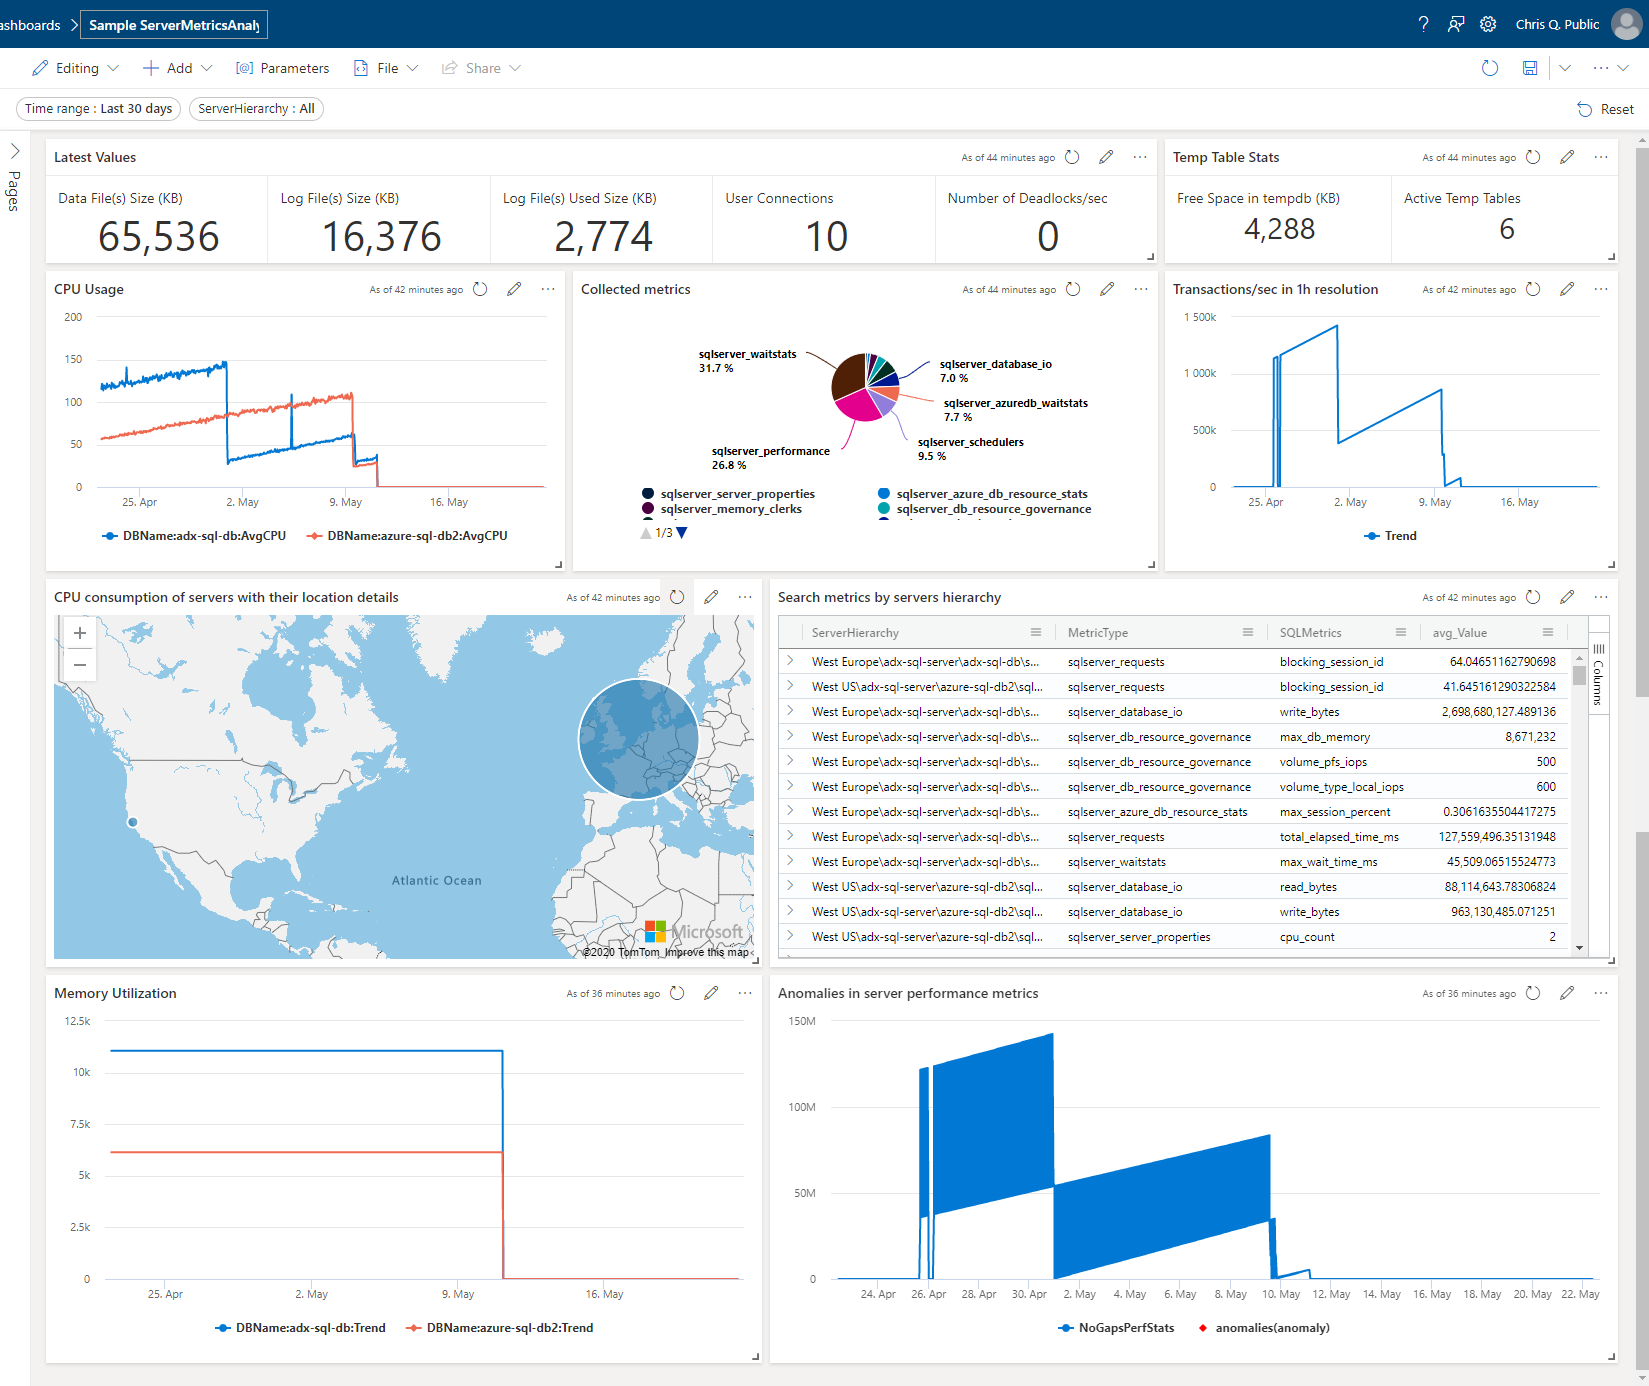 ashboards > Sample ServerMetricsAnaly
Chris Q. Public
Editing Add Parameters File Share
Time range : Last 30 days ServerHierarchy : All Reset
Pages
Latest Values As of 44 minutes ago
Data File(s) Size (KB) Log File(s) Size (KB) Log File(s) Used Size (KB) User Connections Number of Deadlocks/sec
65,536 16,376 2,774 10 0
Temp Table Stats As of 44 minutes ago
Free Space in tempdb (KB) Active Temp Tables
4,288 6
CPU Usage As of 42 minutes ago
200
150
100
50
0
25. Apr 2. May 9. May 16. May
DBName:adx-sql-db:AvgCPU DBName:azure-sql-db2:AvgCPU
Collected metrics As of 44 minutes ago
sqlserver_waitstats
31.7 %
sqlserver_database_io
7.0 %
sqlserver_azuredb_waitstats
7.7 %
sqlserver_schedulers
9.5 %
sqlserver_performance
26.8 %
sqlserver_server_properties sqlserver_azure_db_resource_stats
sqlserver_memory_clerks sqlserver_db_resource_governance
1/3
Transactions/sec in 1h resolution As of 42 minutes ago
1 500k
1 000k
500k
0
25. Apr 2. May 9. May 16. May
Trend
CPU consumption of servers with their location details As of 42 minutes ago
+
−
Atlantic Ocean
Microsoft
©2020 TomTom Improve this map
Search metrics by servers hierarchy As of 42 minutes ago
ServerHierarchy MetricType SQLMetrics avg_Value
West Europe\adx-sql-server\adx-sql-db\s... sqlserver_requests blocking_session_id 64.04651162790698
West US\adx-sql-server\azure-sql-db2\sql... sqlserver_requests blocking_session_id 41.645161290322584
West Europe\adx-sql-server\adx-sql-db\s... sqlserver_database_io write_bytes 2,698,680,127.489136
West Europe\adx-sql-server\adx-sql-db\s... sqlserver_db_resource_governance max_db_memory 8,671,232
West Europe\adx-sql-server\adx-sql-db\s... sqlserver_db_resource_governance volume_pfs_iops 500
West Europe\adx-sql-server\adx-sql-db\s... sqlserver_db_resource_governance volume_type_local_iops 600
West Europe\adx-sql-server\adx-sql-db\s... sqlserver_azure_db_resource_stats max_session_percent 0.3061635504417275
West Europe\adx-sql-server\adx-sql-db\s... sqlserver_requests total_elapsed_time_ms 127,559,496.35131948
West Europe\adx-sql-server\adx-sql-db\s... sqlserver_waitstats max_wait_time_ms 45,509.06515524773
West US\adx-sql-server\azure-sql-db2\sql... sqlserver_database_io read_bytes 88,114,643.78306824
West US\adx-sql-server\azure-sql-db2\sql... sqlserver_database_io write_bytes 963,130,485.071251
West US\adx-sql-server\azure-sql-db2\sql... sqlserver_server_properties cpu_count 2
Columns
Memory Utilization As of 36 minutes ago
12.5k
10k
7.5k
5k
2.5k
0
25. Apr 2. May 9. May 16. May
DBName:adx-sql-db:Trend DBName:azure-sql-db2:Trend
Anomalies in server performance metrics As of 36 minutes ago
150M
100M
50M
0
24. Apr 26. Apr 28. Apr 30. Apr 2. May 4. May 6. May 8. May 10. May 12. May 14. May 16. May 18. May 20. May 22. May
NoGapsPerfStats anomalies(anomaly)